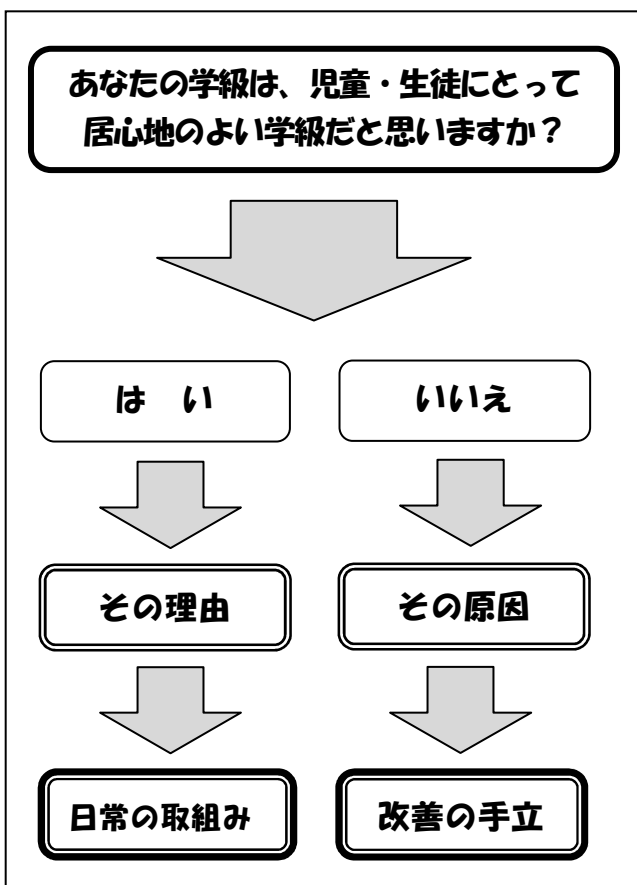 あなたの学級は、児童・生徒にとって
居心地のよい学級だと思いますか？
は　い
いいえ
その理由
その原因
日常の取組み
改善の手立